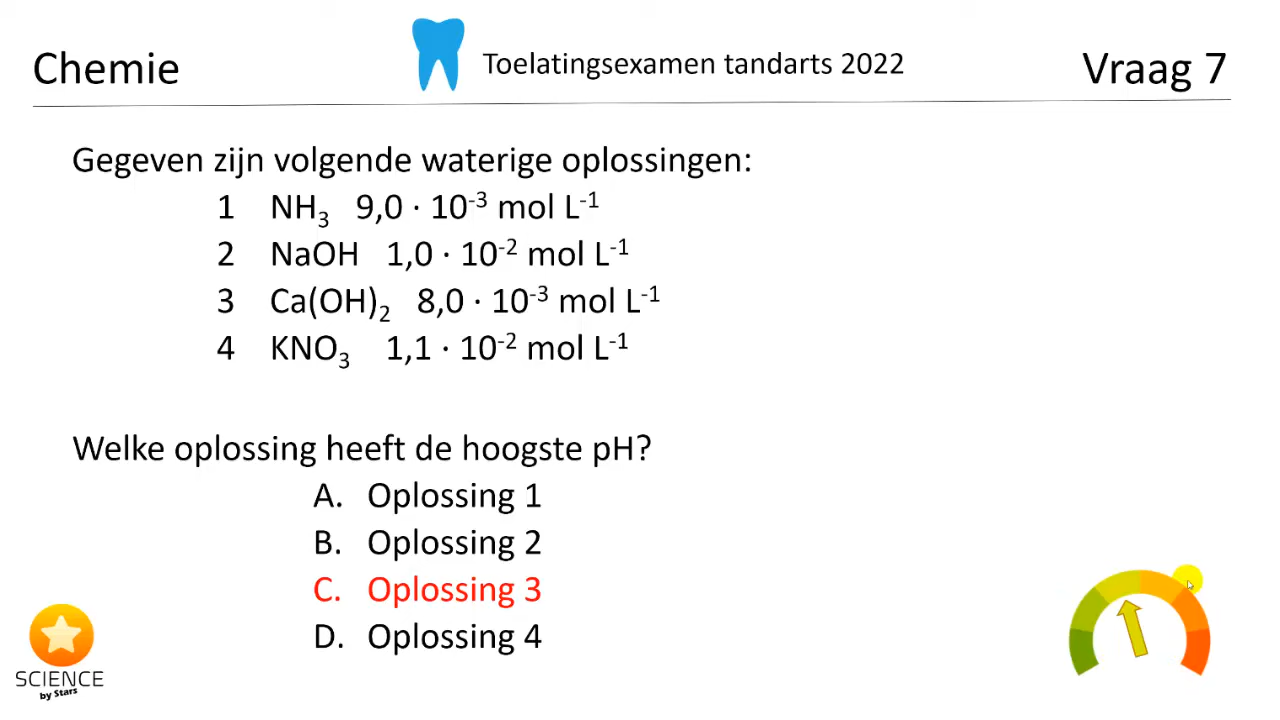 Chemie
Toelatingsexamen tandarts 2022
Vraag 7
Gegeven zijn volgende waterige oplossingen:
1 NH₃ 9,0 · 10⁻³ mol L⁻¹
2 NaOH 1,0 · 10⁻² mol L⁻¹
3 Ca(OH)₂ 8,0 · 10⁻³ mol L⁻¹
4 KNO₃ 1,1 · 10⁻² mol L⁻¹
Welke oplossing heeft de hoogste pH?
A. Oplossing 1
B. Oplossing 2
C. Oplossing 3
D. Oplossing 4
SCIENCE
by Stars